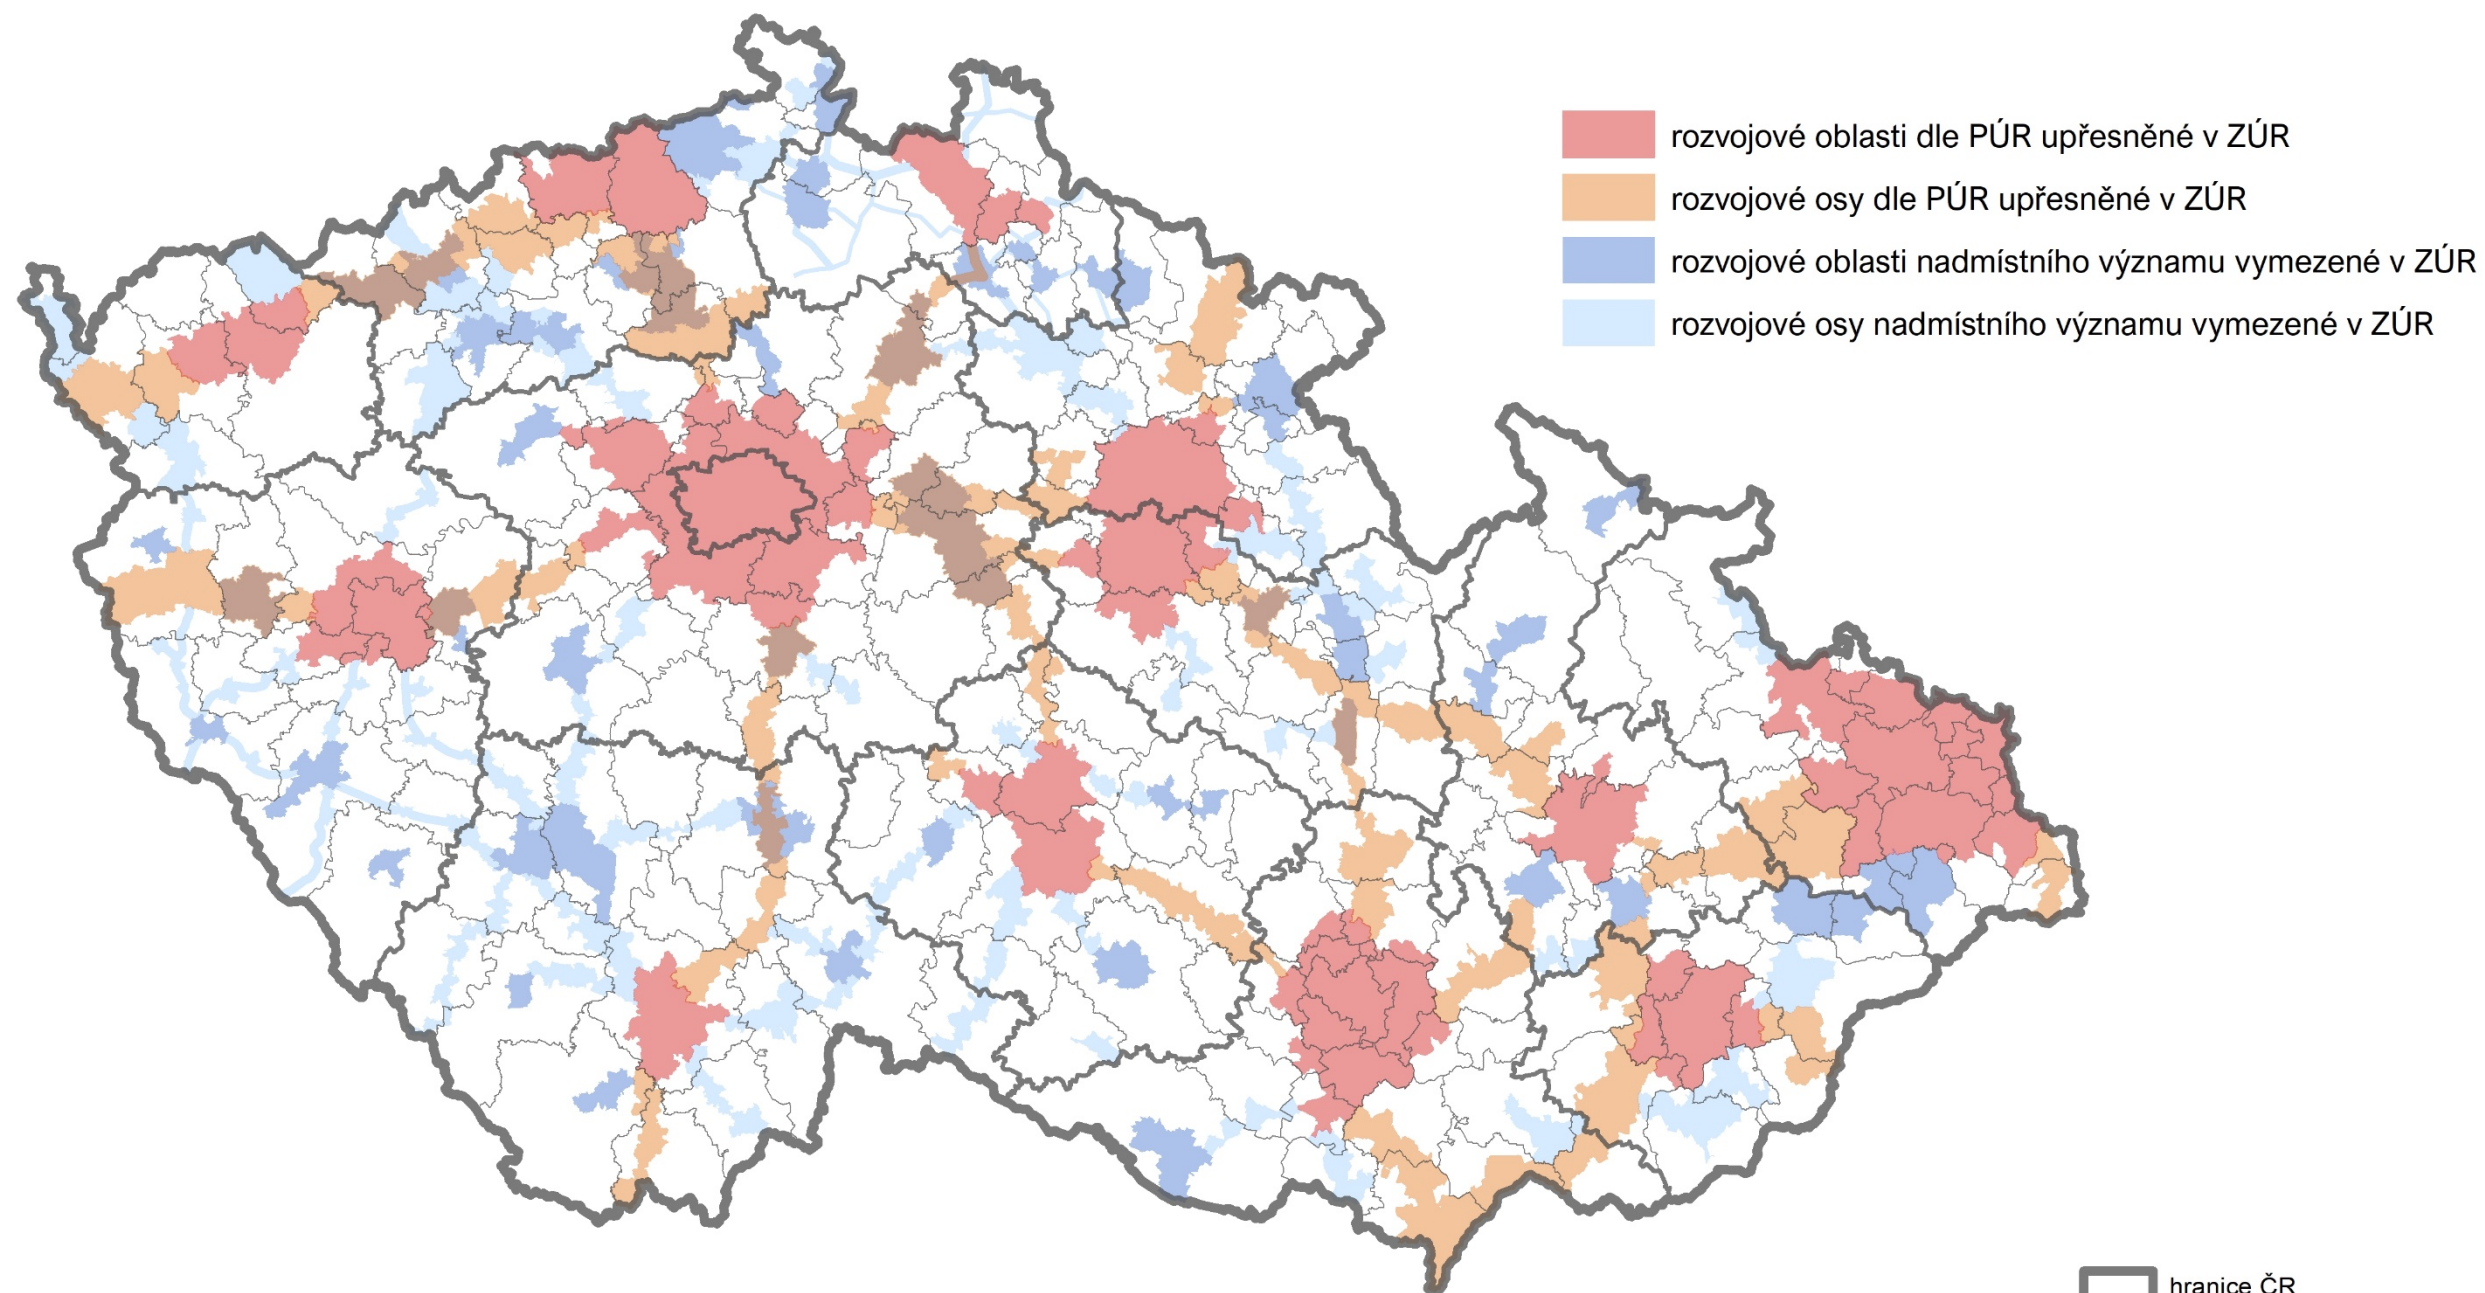 rozvojové oblasti dle PÚR upřesněné v ZÚR
rozvojové osy dle PÚR upřesněné v ZÚR
rozvojové oblasti nadmístního významu vymezené v ZÚR
rozvojové osy nadmístního významu vymezené v ZÚR
hranice ČR